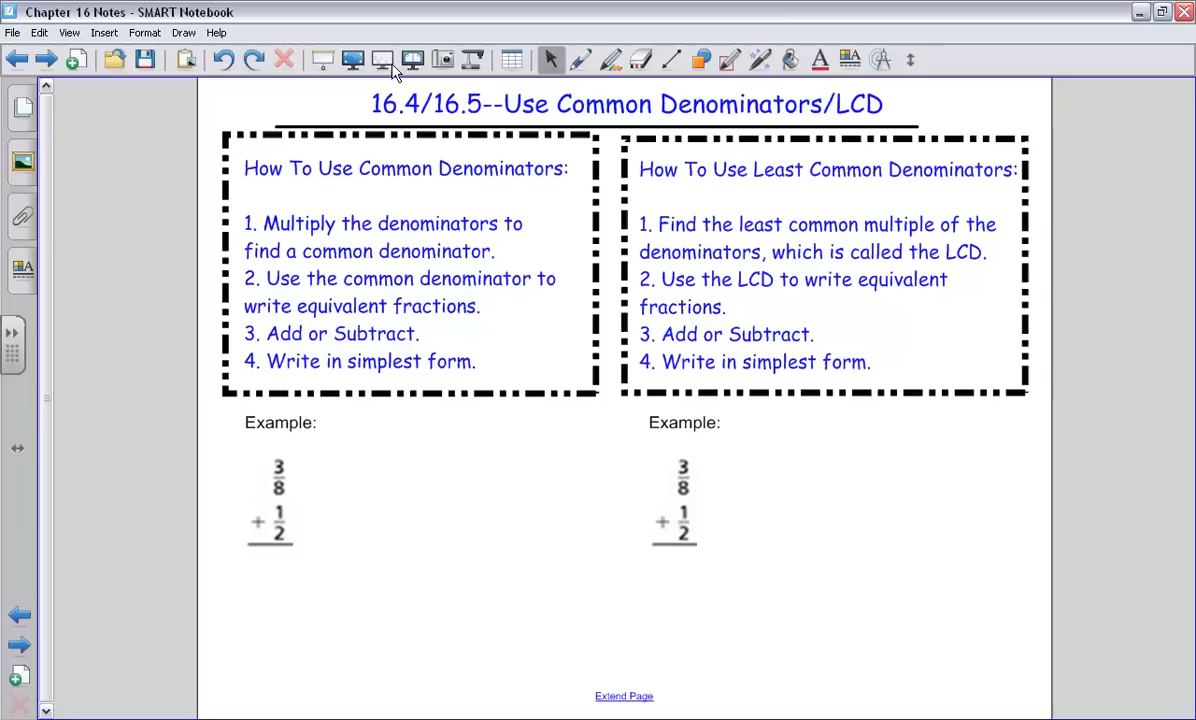 Chapter 16 Notes - SMART Notebook
File Edit View Insert Format Draw Help
16.4/16.5--Use Common Denominators/LCD
How To Use Common Denominators:
1. Multiply the denominators to
find a common denominator.
2. Use the common denominator to
write equivalent fractions.
3. Add or Subtract.
4. Write in simplest form.
How To Use Least Common Denominators:
1. Find the least common multiple of the
denominators, which is called the LCD.
2. Use the LCD to write equivalent
fractions.
3. Add or Subtract.
4. Write in simplest form.
Example:
3
8
+ 1
2
Example:
3
8
+ 1
2
Extend Page